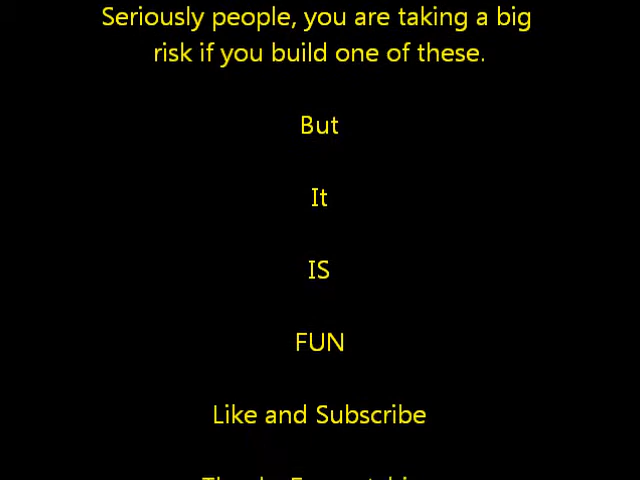 Seriously people, you are taking a big
risk if you build one of these.
But
It
IS
FUN
Like and Subscribe